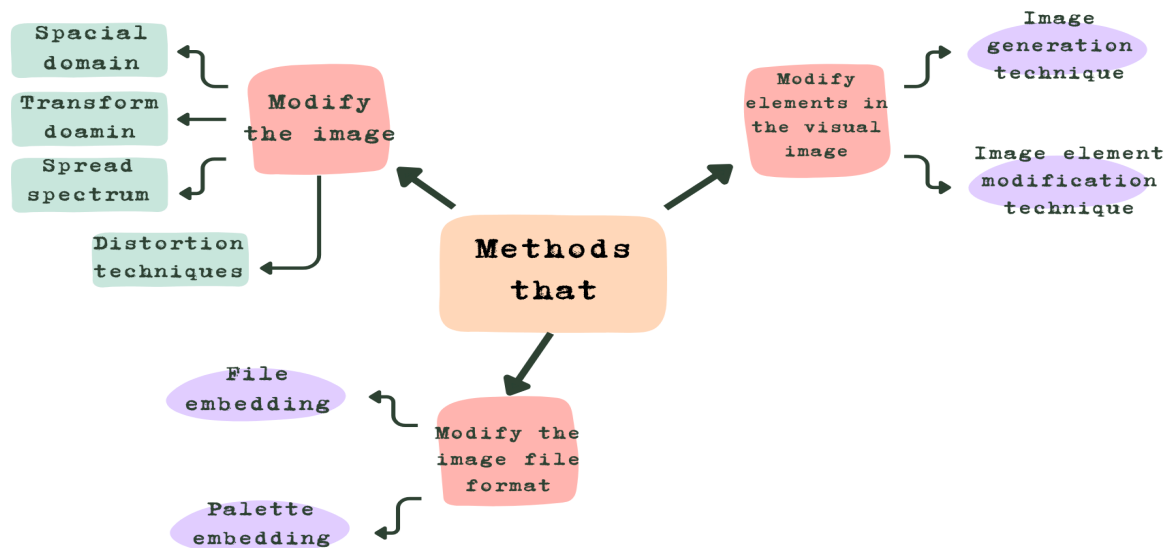 Spacial
domain
Transform
doamin
Spread
spectrum
Distortion
techniques
Modify
the image
Methods
that
Modify
elements in
the visual
image
Image
generation
technique
Image element
modification
technique
File
embedding
Palette
embedding
Modify the
image file
format